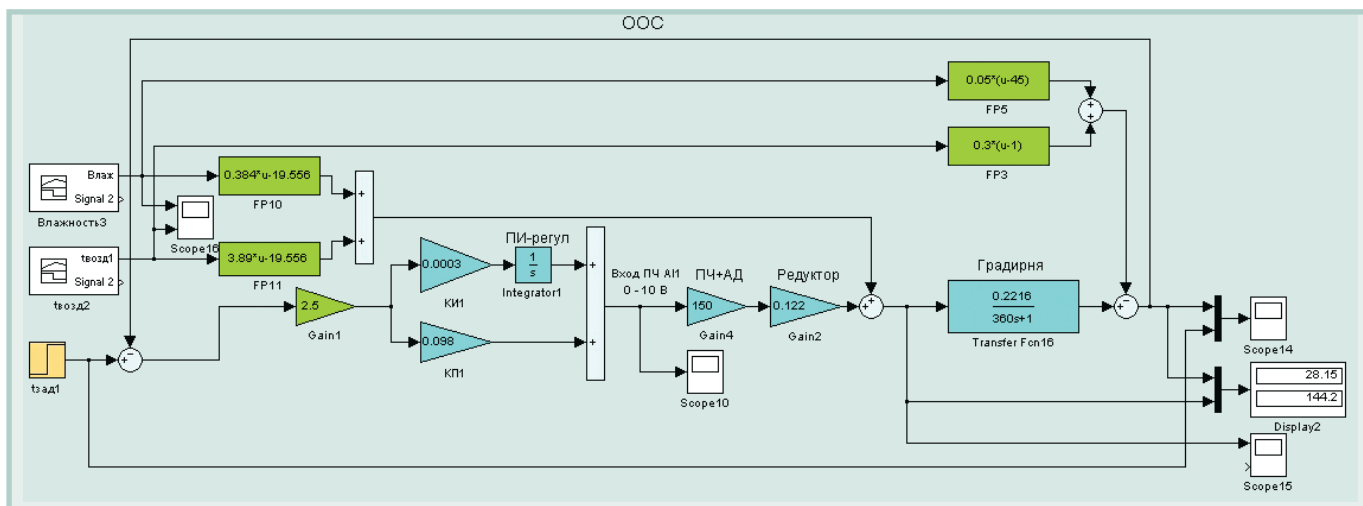 ООС
0.05*(u-45)
FP5
0.3*(u-1)
FP3
Влаж
Signal 2
Влажность3
0.384*u-19.556
FP10
Scope16
tвозд1
Signal 2
tвозд2
3.89*u-19.556
FP11
2.5
Gain1
0.0003
КИ1
ПИ-регул
1
s
Integrator1
0.098
КП1
Вход ПЧ АИ1
0 - 10 В
Scope10
ПЧ+АД
150
Gain4
Редуктор
0.122
Gain2
Градирня
0.2216
360s+1
Transfer Fcn16
tзад1
Scope14
28.15
144.2
Display2
Scope15